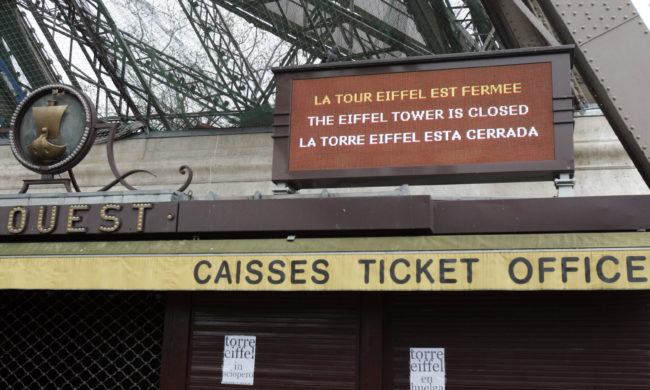 LA TOUR EIFFEL EST FERMEE
THE EIFFEL TOWER IS CLOSED
LA TORRE EIFFEL ESTA CERRADA
OUEST
CAISSES TICKET OFFICE
torre
eiffel
in
sciopero
torre
eiffel
en
huelga